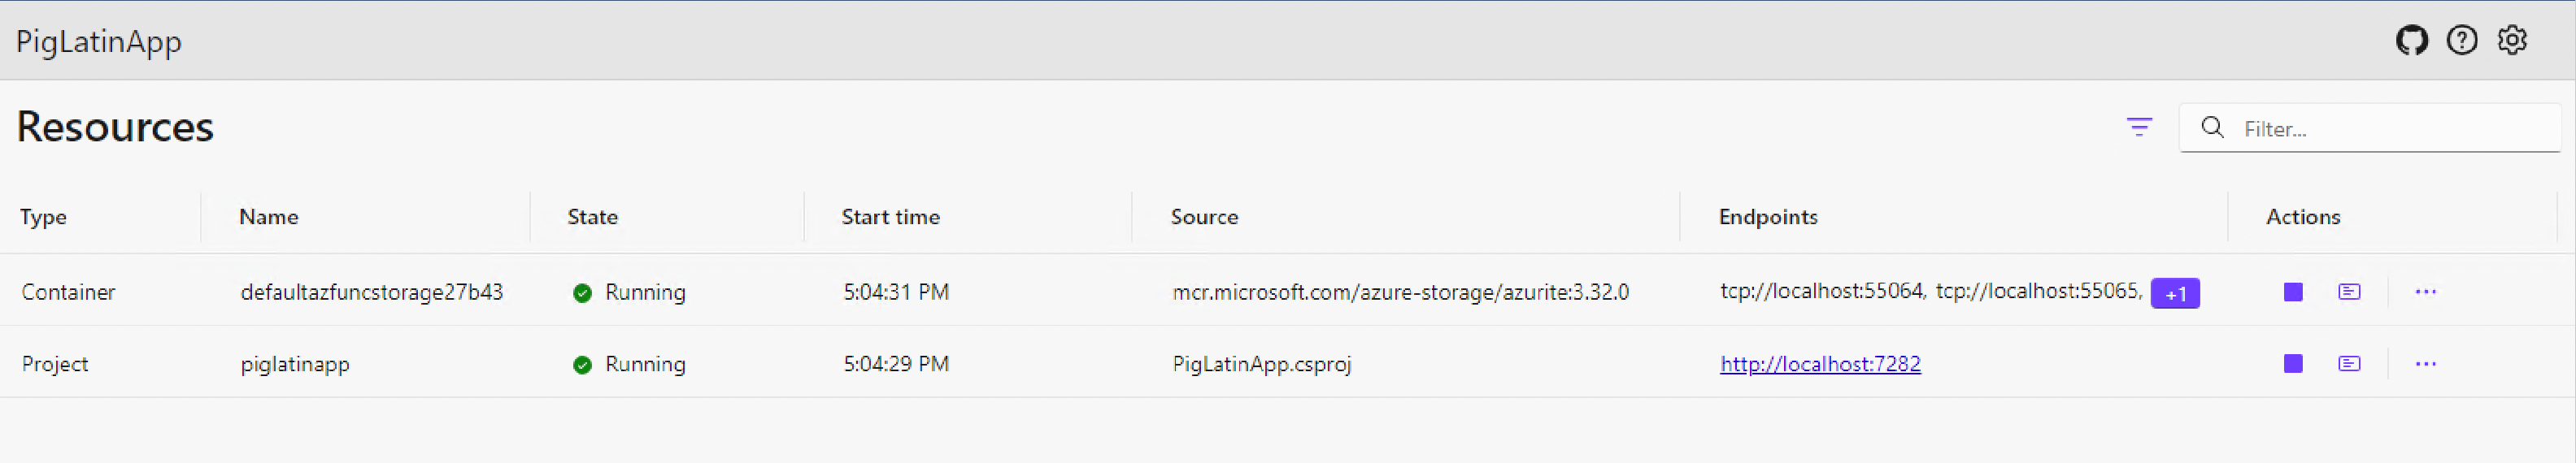 PigLatinApp
Resources
Filter...
Type Name State Start time Source Endpoints Actions
Container defaultazfuncstorage27b43 Running 5:04:31 PM mcr.microsoft.com/azure-storage/azurite:3.32.0 tcp://localhost:55064, tcp://localhost:55065, +1
Project piglatinapp Running 5:04:29 PM PigLatinApp.csproj http://localhost:7282